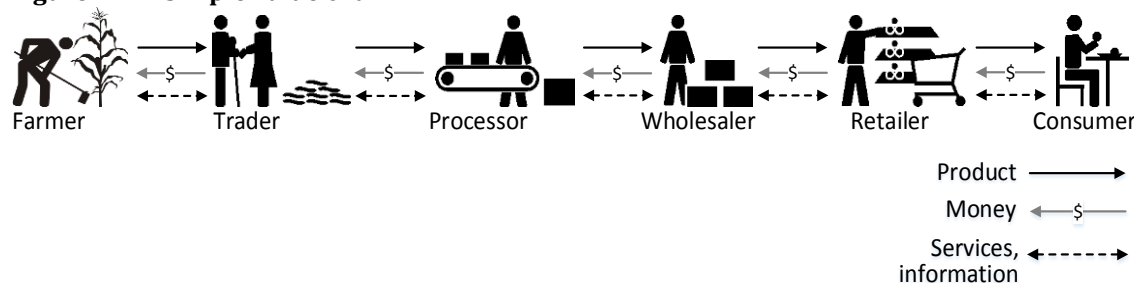 $ $ $ $ $
Farmer Trader Processor Wholesaler Retailer Consumer
Product
Money $
Services,
information